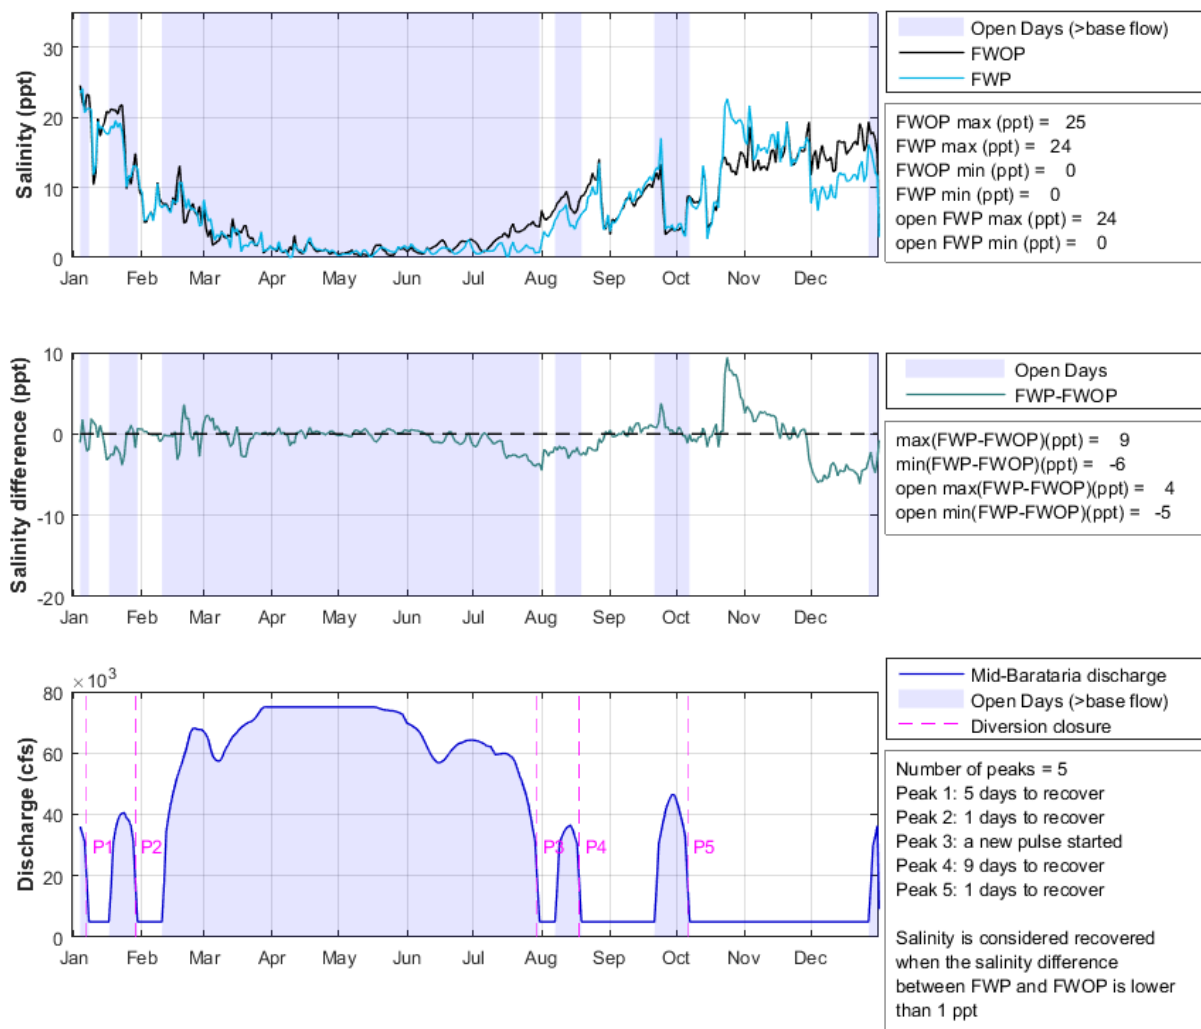 Salinity (ppt)
30
20
10
0
Jan Feb Mar Apr May Jun Jul Aug Sep Oct Nov Dec
Open Days (>base flow)
FWOP
FWP
FWOP max (ppt) = 25
FWP max (ppt) = 24
FWOP min (ppt) = 0
FWP min (ppt) = 0
open FWP max (ppt) = 24
open FWP min (ppt) = 0
Salinity difference (ppt)
10
0
-10
-20
Jan Feb Mar Apr May Jun Jul Aug Sep Oct Nov Dec
Open Days
FWP-FWOP
max(FWP-FWOP)(ppt) = 9
min(FWP-FWOP)(ppt) = -6
open max(FWP-FWOP)(ppt) = 4
open min(FWP-FWOP)(ppt) = -5
Discharge (cfs)
×10³
80
60
40
20
0
P1 P2 P3 P4 P5
Jan Feb Mar Apr May Jun Jul Aug Sep Oct Nov Dec
Mid-Barataria discharge
Open Days (>base flow)
Diversion closure
Number of peaks = 5
Peak 1: 5 days to recover
Peak 2: 1 days to recover
Peak 3: a new pulse started
Peak 4: 9 days to recover
Peak 5: 1 days to recover
Salinity is considered recovered
when the salinity difference
between FWP and FWOP is lower
than 1 ppt